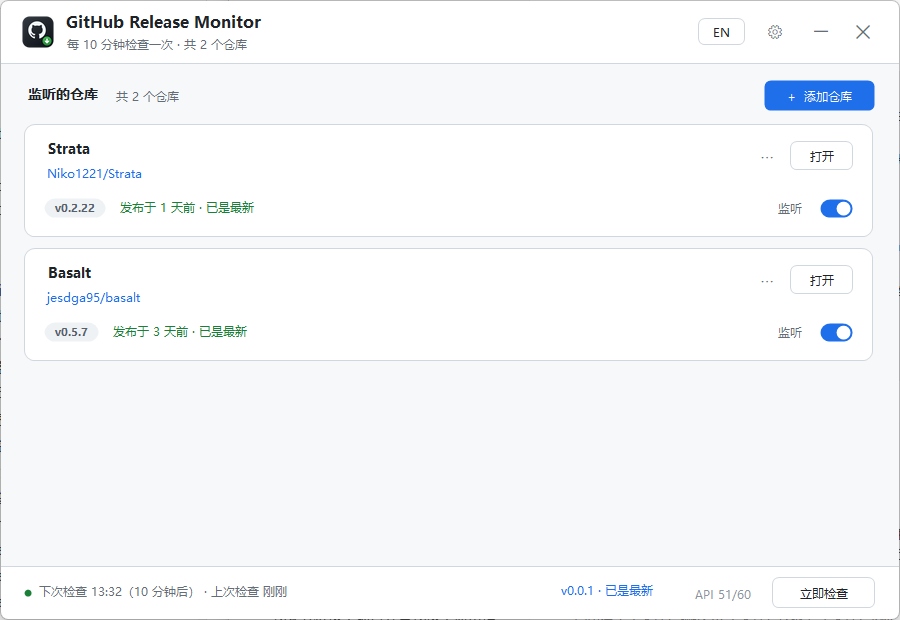 GitHub Release Monitor
每 10 分钟检查一次 · 共 2 个仓库
EN
监听的仓库 共 2 个仓库
+ 添加仓库
Strata
Niko1221/Strata
v0.2.22 发布于 1 天前 · 已是最新
... 打开
监听
Basalt
jesdga95/basalt
v0.5.7 发布于 3 天前 · 已是最新
... 打开
监听
下次检查 13:32（10 分钟后） · 上次检查 刚刚
v0.0.1 · 已是最新
API 51/60
立即检查